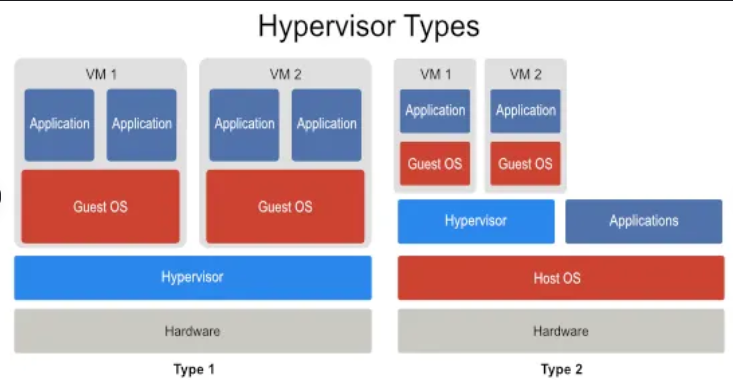 Hypervisor Types
VM 1
Application Application
Guest OS
VM 2
Application Application
Guest OS
Hypervisor
Hardware
Type 1
VM 1
Application
Guest OS
VM 2
Application
Guest OS
Hypervisor
Applications
Host OS
Hardware
Type 2